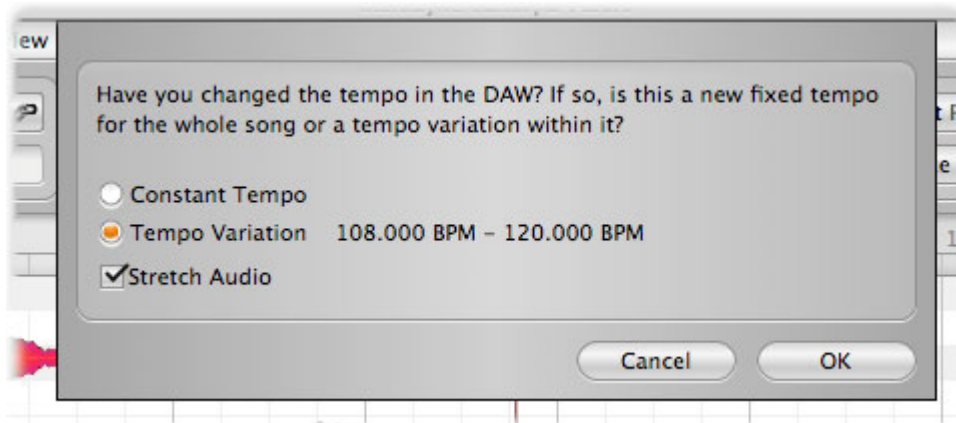 iew
Have you changed the tempo in the DAW? If so, is this a new fixed tempo
for the whole song or a tempo variation within it?
Constant Tempo
Tempo Variation 108.000 BPM – 120.000 BPM
Stretch Audio
Cancel OK